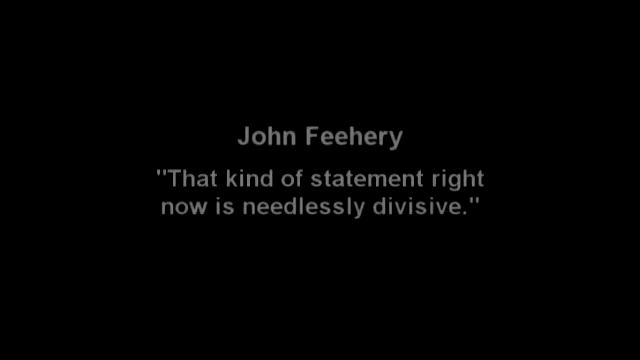 John Feehery
"That kind of statement right
now is needlessly divisive."